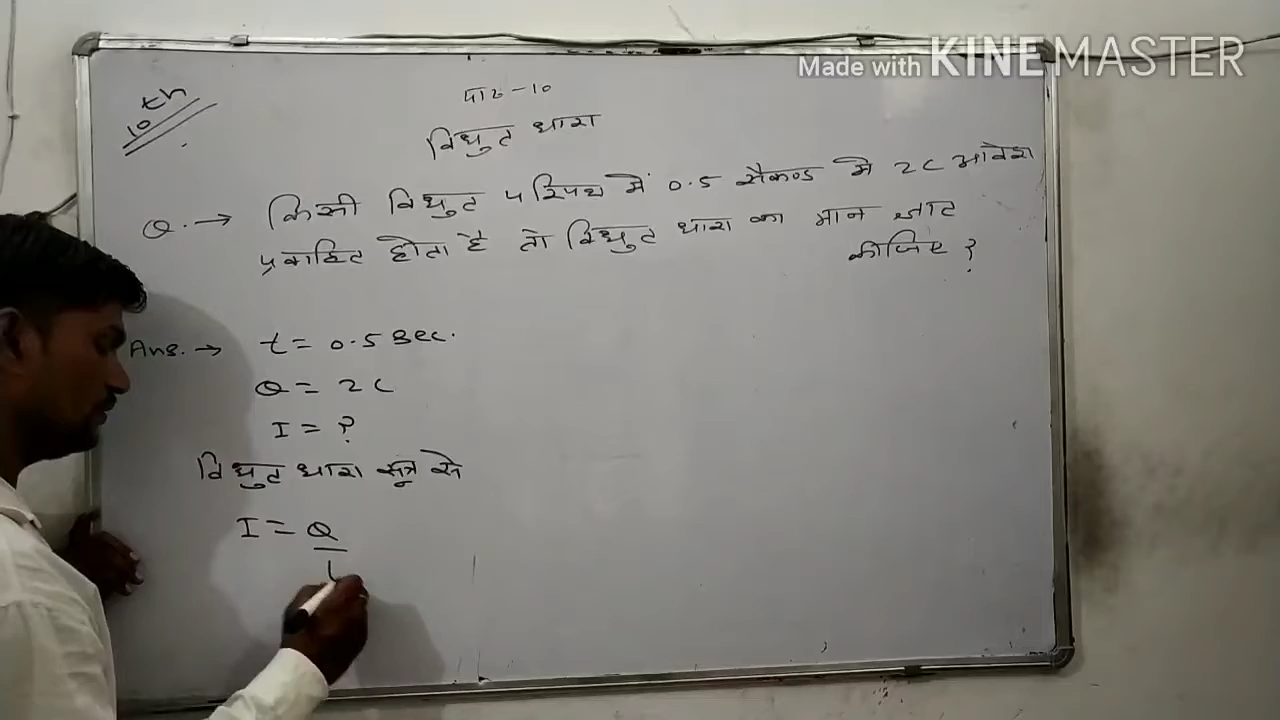 Made with KINEMASTER
10th
पाठ-10
विधुत धारा
Q. → किसी विधुत परिपथ में 0.5 सैकण्ड मे 2C आवेश
प्रवाहित होता है तो विधुत धारा का मान ज्ञात
कीजिए ?
Ans. → t = 0.5 Sec.
Q = 2C
I = ?
विधुत धारा सूत्र से
I = Q